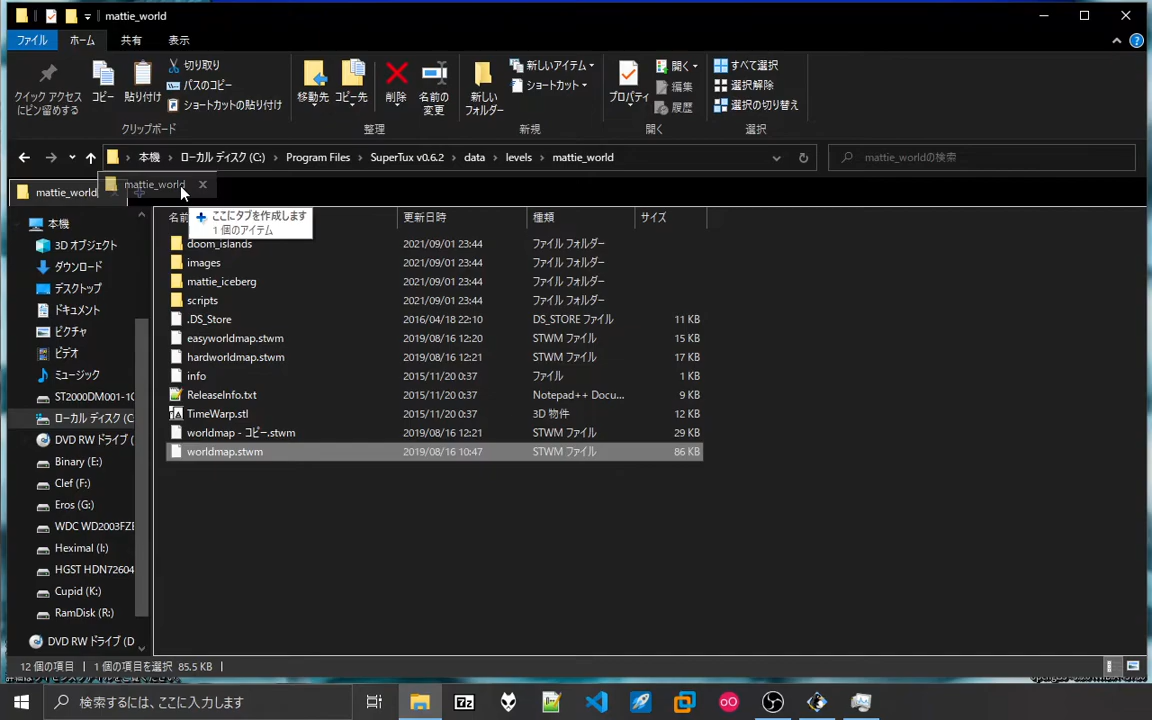 mattie_world
ファイル ホーム 共有 表示
クイック アクセス
にピン留めする
コピー
貼り付け
切り取り
パスのコピー
ショートカットの貼り付け
クリップボード
移動先
コピー先
削除
名前の
変更
整理
新しい
フォルダー
新しいアイテム
ショートカット
新規
プロパティ
開く
編集
履歴
開く
すべて選択
選択解除
選択の切り替え
選択
本機 ローカル ディスク (C:) Program Files SuperTux v0.6.2 data levels mattie_world
mattie_worldの検索
mattie_world
mattie_world
ここにタブを作成します
1 個のアイテム
本機
3D オブジェクト
ダウンロード
デスクトップ
ドキュメント
ピクチャ
ビデオ
ミュージック
ST2000DM001-1C
ローカル ディスク (C
DVD RW ドライブ (
Binary (E:)
Clef (F:)
Eros (G:)
WDC WD2003FZE
Heximal (I:)
HGST HDN72604
Cupid (K:)
RamDisk (R:)
DVD RW ドライブ (D
名前 更新日時 種類 サイズ
doom_islands 2021/09/01 23:44 ファイル フォルダー
images 2021/09/01 23:44 ファイル フォルダー
mattie_iceberg 2021/09/01 23:44 ファイル フォルダー
scripts 2021/09/01 23:44 ファイル フォルダー
.DS_Store 2016/04/18 22:10 DS_STORE ファイル 11 KB
easyworldmap.stwm 2019/08/16 12:20 STWM ファイル 15 KB
hardworldmap.stwm 2019/08/16 12:21 STWM ファイル 17 KB
info 2015/11/20 0:37 ファイル 1 KB
ReleaseInfo.txt 2015/11/20 0:37 Notepad++ Docu... 9 KB
TimeWarp.stl 2015/11/20 0:37 3D 物件 12 KB
worldmap - コピー.stwm 2019/08/16 12:21 STWM ファイル 29 KB
worldmap.stwm 2019/08/16 10:47 STWM ファイル 86 KB
12 個の項目 1 個の項目を選択 85.5 KB
検索するには、ここに入力します
7z